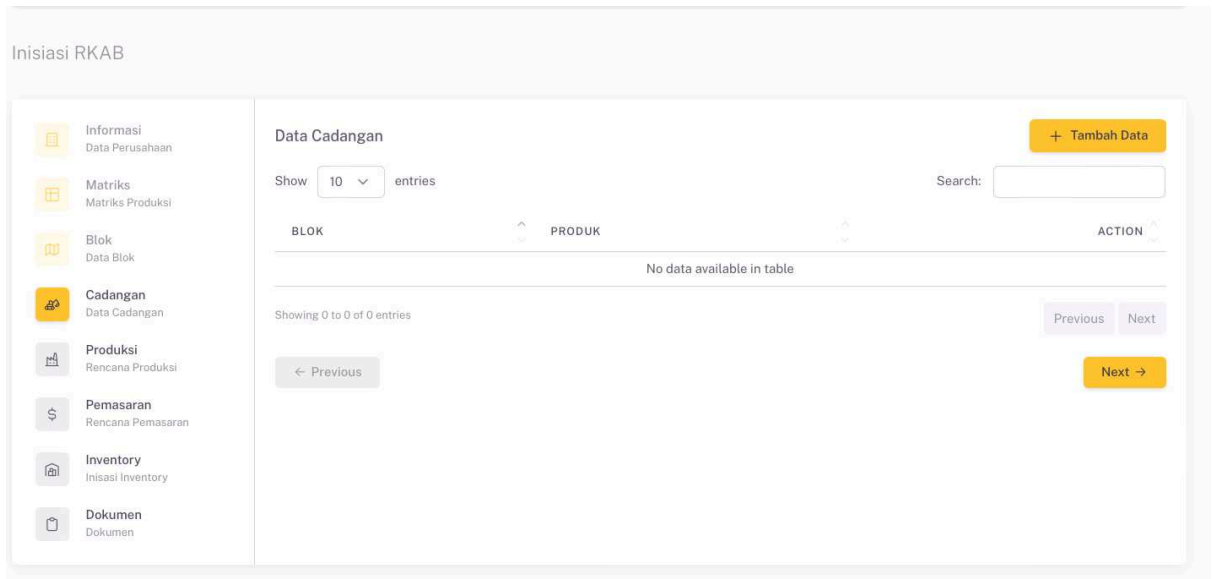 Inisiasi RKAB
Informasi
Data Perusahaan
Matriks
Matriks Produksi
Blok
Data Blok
Cadangan
Data Cadangan
Produksi
Rencana Produksi
Pemasaran
Rencana Pemasaran
Inventory
Inisasi Inventory
Dokumen
Dokumen
Data Cadangan
+ Tambah Data
Show 10 entries
Search:
BLOK PRODUK ACTION
No data available in table
Showing 0 to 0 of 0 entries
Previous Next
← Previous
Next →